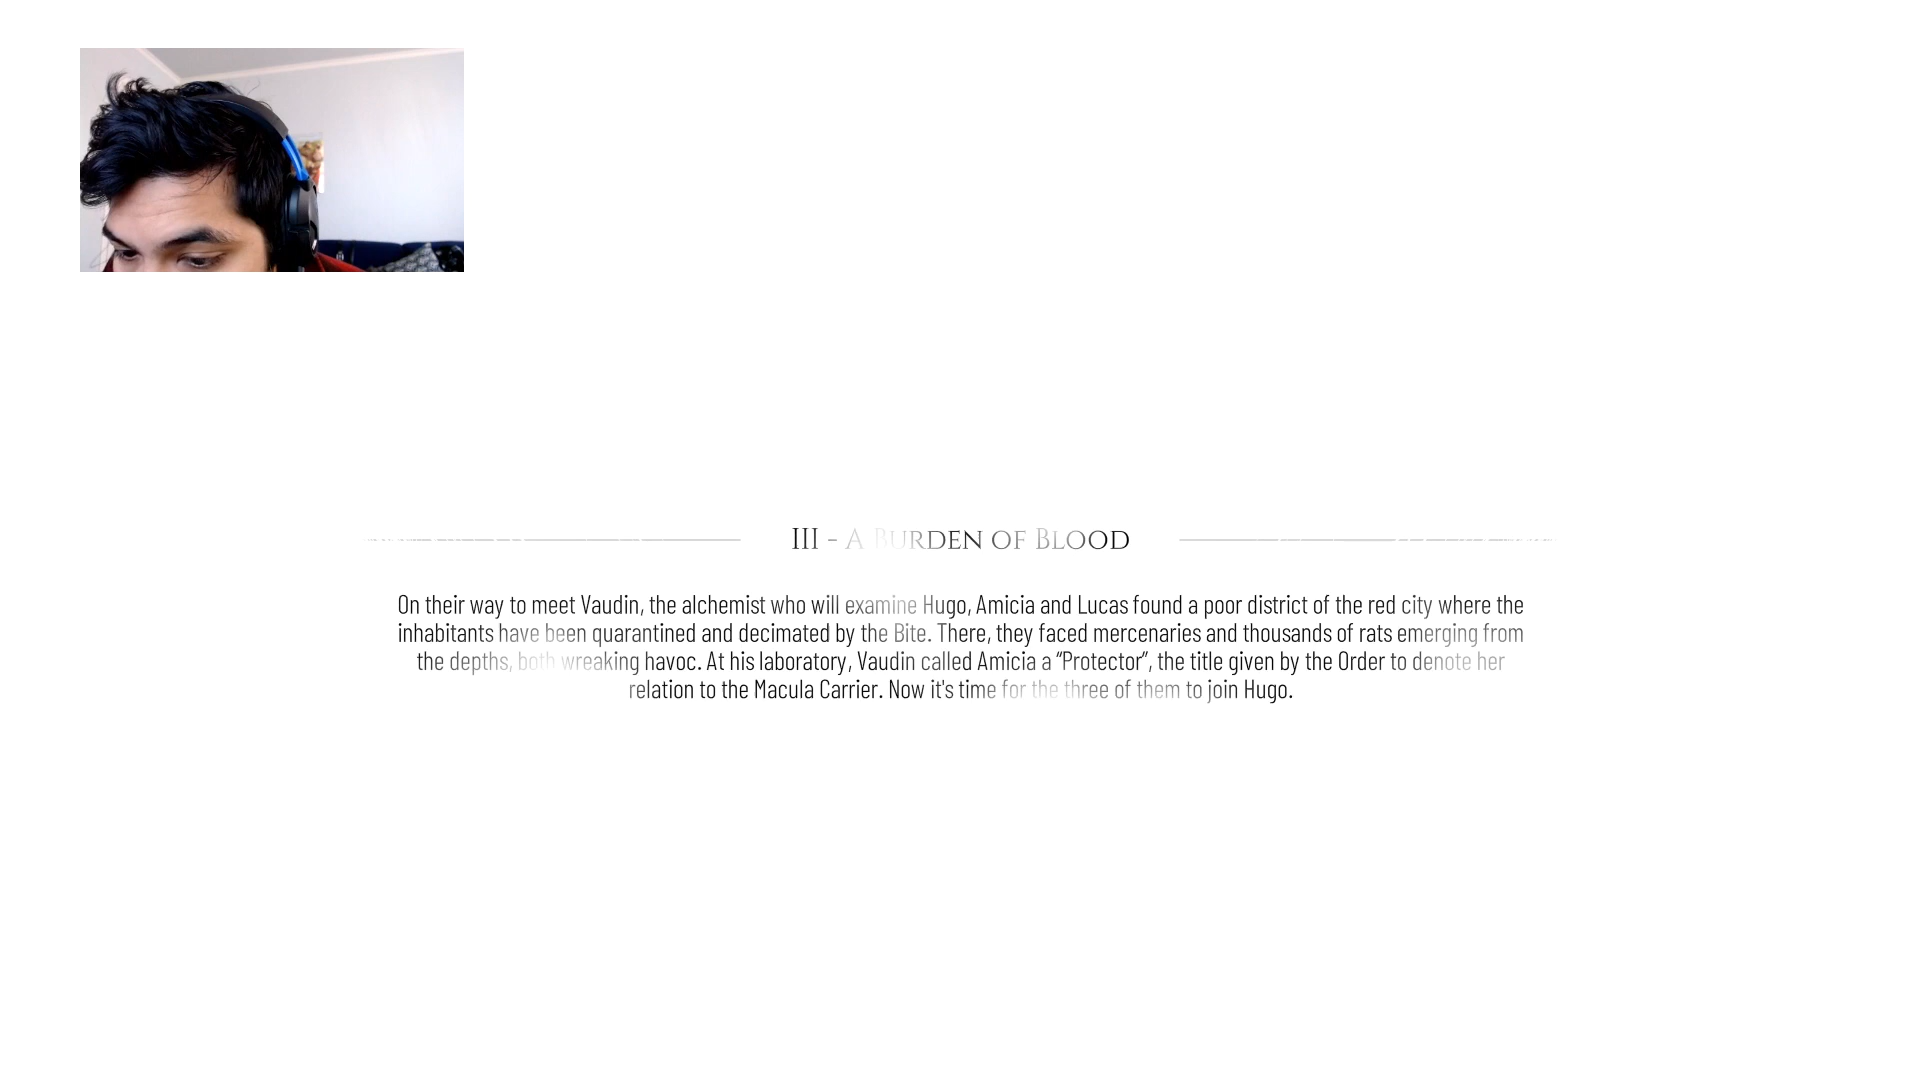 III - A Burden of Blood
On their way to meet Vaudin, the alchemist who will examine Hugo, Amicia and Lucas found a poor district of the red city where the
inhabitants have been quarantined and decimated by the Bite. There, they faced mercenaries and thousands of rats emerging from
the depths, both wreaking havoc. At his laboratory, Vaudin called Amicia a “Protector”, the title given by the Order to denote her
relation to the Macula Carrier. Now it's time for the three of them to join Hugo.